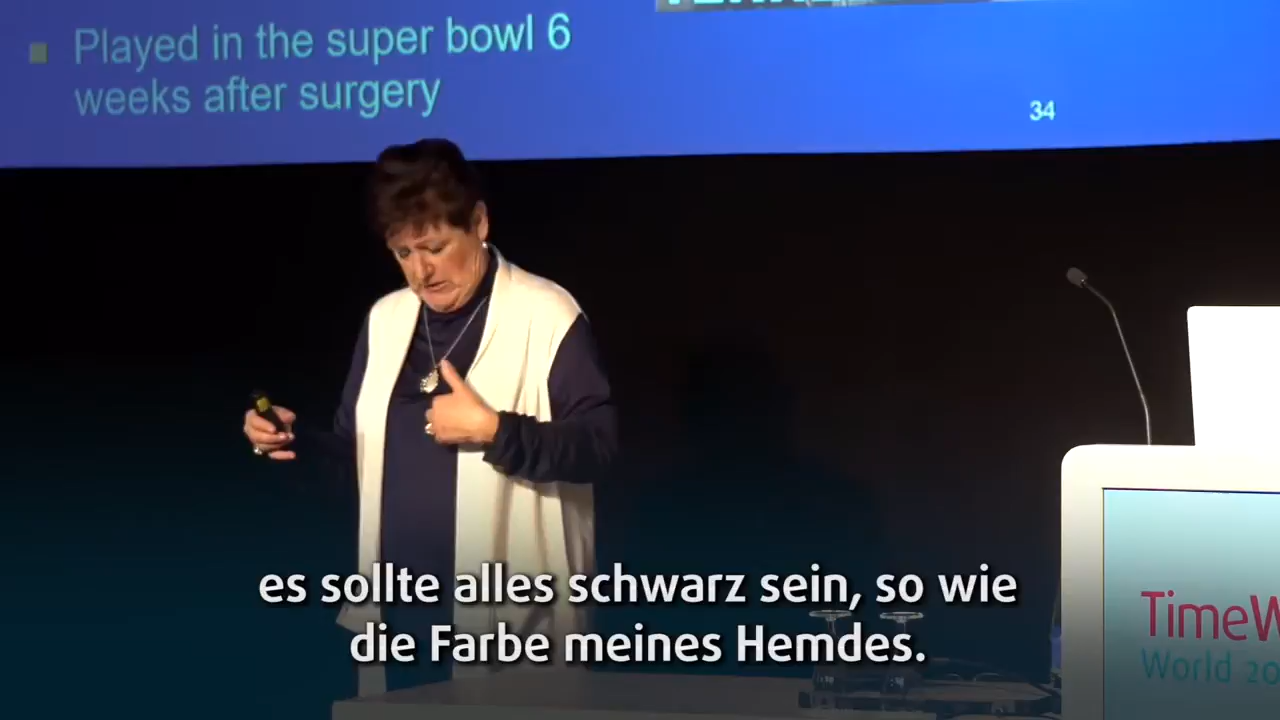 Played in the super bowl 6
weeks after surgery
34
es sollte alles schwarz sein, so wie
die Farbe meines Hemdes.
TimeW
World 20